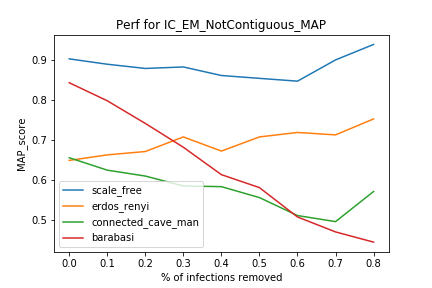 Perf for IC_EM_NotContiguous_MAP
MAP_score
0.9
0.8
0.7
0.6
0.5
scale_free
erdos_renyi
connected_cave_man
barabasi
0.0 0.1 0.2 0.3 0.4 0.5 0.6 0.7 0.8
% of infections removed